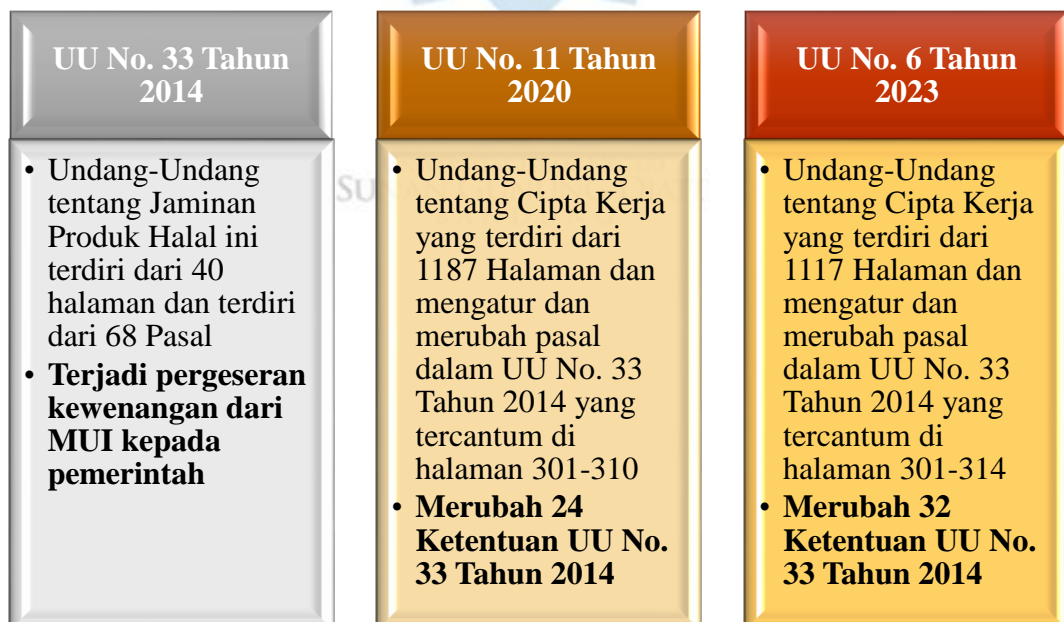 UU No. 33 Tahun
2014
• Undang-Undang
tentang Jaminan
Produk Halal ini
terdiri dari 40
halaman dan terdiri
dari 68 Pasal
• Terjadi pergeseran
kewenangan dari
MUI kepada
pemerintah
UU No. 11 Tahun
2020
• Undang-Undang
tentang Cipta Kerja
yang terdiri dari
1187 Halaman dan
mengatur dan
merubah pasal
dalam UU No. 33
Tahun 2014 yang
tercantum di
halaman 301-310
• Merubah 24
Ketentuan UU No.
33 Tahun 2014
UU No. 6 Tahun
2023
• Undang-Undang
tentang Cipta Kerja
yang terdiri dari
1117 Halaman dan
mengatur dan
merubah pasal
dalam UU No. 33
Tahun 2014 yang
tercantum di
halaman 301-314
• Merubah 32
Ketentuan UU No.
33 Tahun 2014